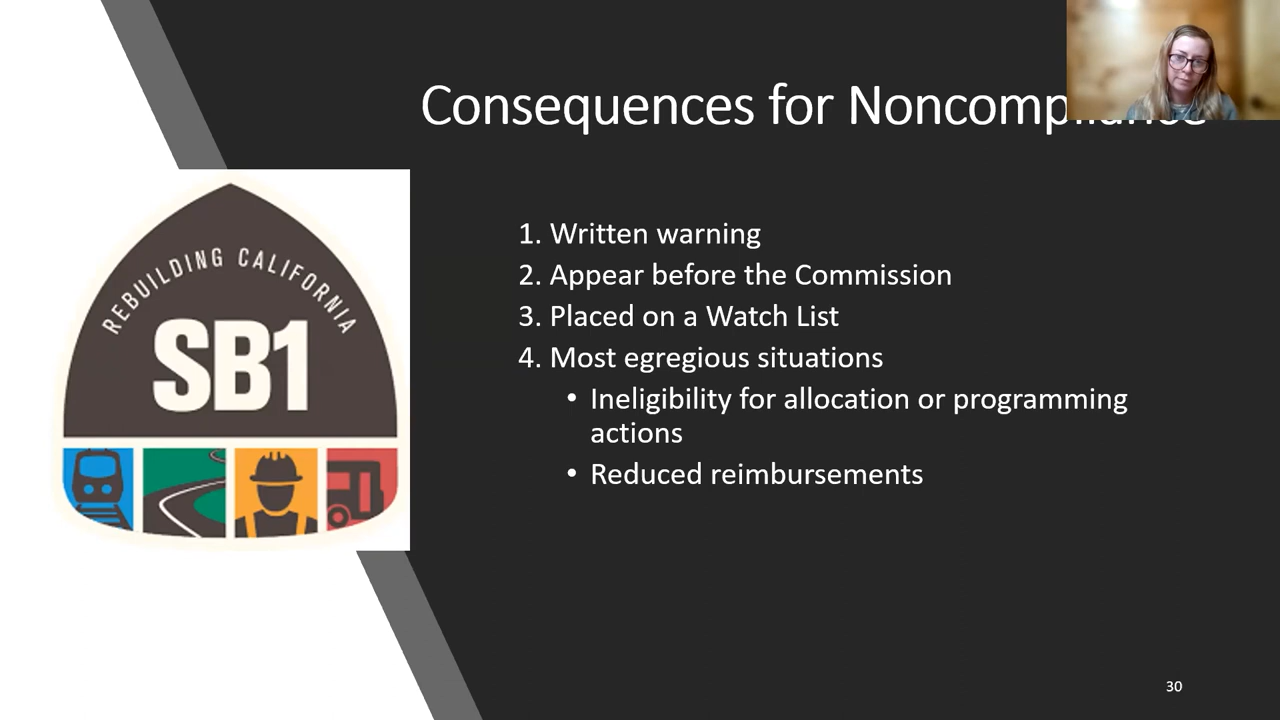 Consequences for Noncompliance
REBUILDING CALIFORNIA
SB1
1. Written warning
2. Appear before the Commission
3. Placed on a Watch List
4. Most egregious situations
• Ineligibility for allocation or programming
actions
• Reduced reimbursements
30